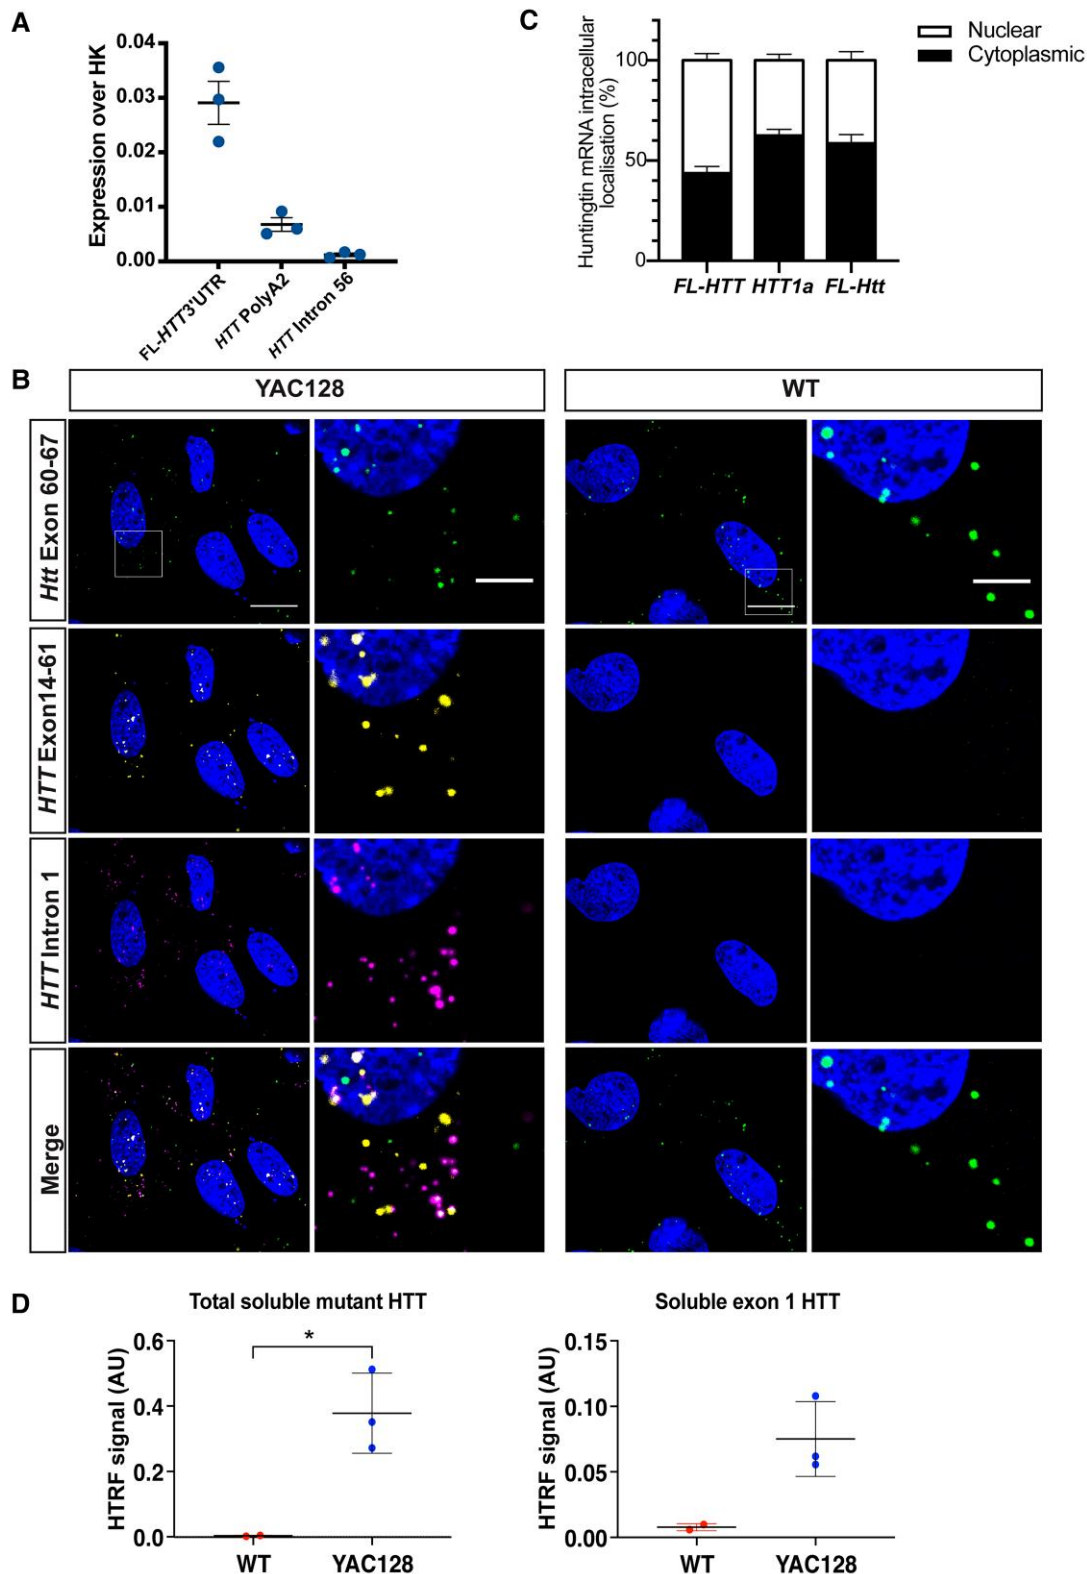 A
Expression over HK
0.04
0.03
0.02
0.01
0.00
FL-HTT3'UTR
HTT PolyA2
HTT Intron 56
C
Huntingtin mRNA intracellular
localisation (%)
100
50
0
FL-HTT HTT1a FL-Htt
Nuclear
Cytoplasmic
B
YAC128
WT
Htt Exon 60-67
HTT Exon14-61
HTT Intron 1
Merge
D
Total soluble mutant HTT
HTRF signal (AU)
0.6
0.4
0.2
0.0
*
WT YAC128
Soluble exon 1 HTT
HTRF signal (AU)
0.15
0.10
0.05
0.00
WT YAC128